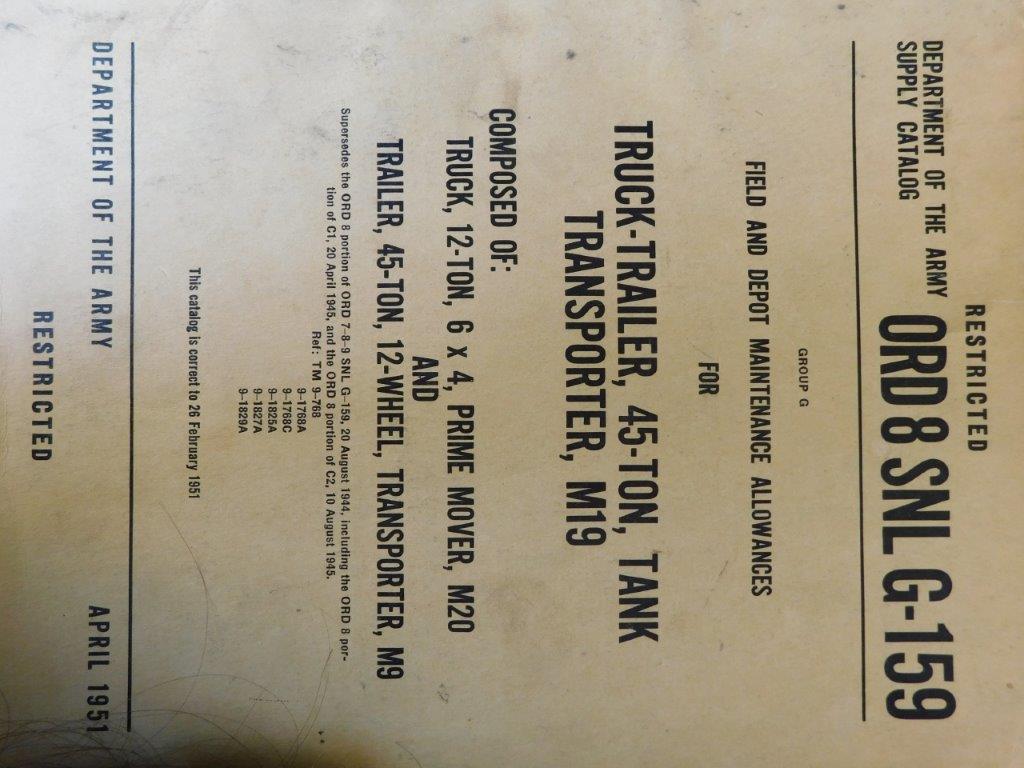 RESTRICTED
DEPARTMENT OF THE ARMY
SUPPLY CATALOG
ORD 8 SNL G-159
GROUP G
FIELD AND DEPOT MAINTENANCE ALLOWANCES
FOR
TRUCK-TRAILER, 45-TON, TANK
TRANSPORTER, M19
COMPOSED OF:
TRUCK, 12-TON, 6 x 4, PRIME MOVER, M20
AND
TRAILER, 45-TON, 12-WHEEL, TRANSPORTER, M9
Supersedes the ORD 8 portion of ORD 7-8-9 SNL G-159, 20 August 1944, including the ORD 8 por-
tion of C1, 20 April 1945, and the ORD 8 portion of C2, 10 August 1945.
Ref: TM 9-768
9-1768A
9-1768C
9-1825A
9-1827A
9-1829A
This catalog is correct to 26 February 1951
DEPARTMENT OF THE ARMY
APRIL 1951
RESTRICTED